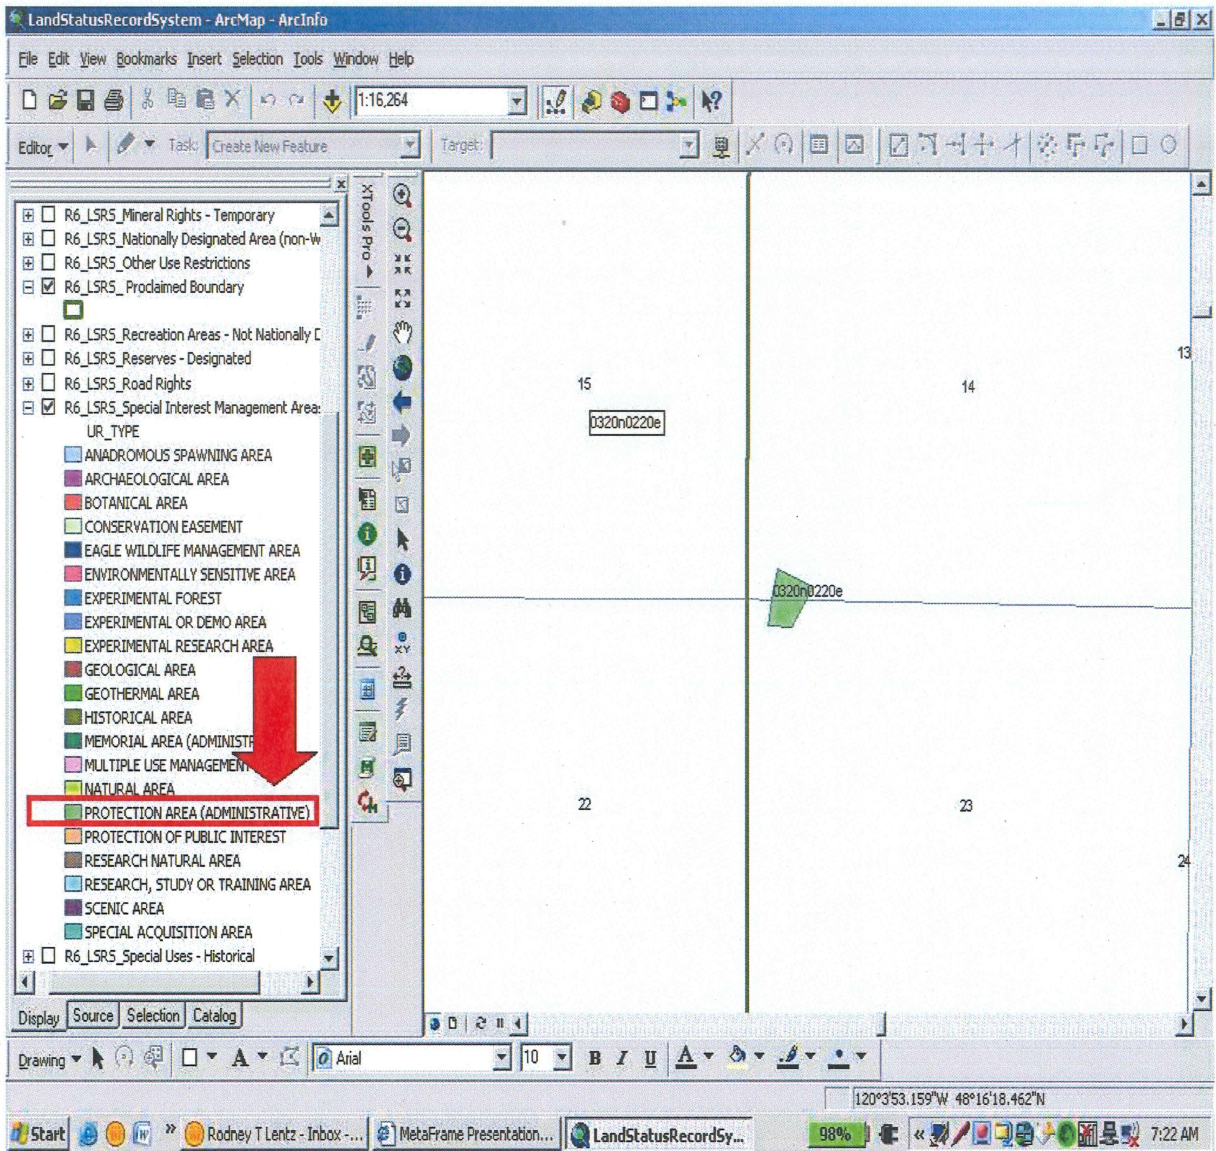 LandStatusRecordSystem - ArcMap - ArcInfo
File Edit View Bookmarks Insert Selection Tools Window Help
1:16,264
Editor Task: Create New Feature Target:
XTools Pro
R6_LSRS_Mineral Rights - Temporary
R6_LSRS_Nationally Designated Area (non-W
R6_LSRS_Other Use Restrictions
R6_LSRS_ Proclaimed Boundary
R6_LSRS_Recreation Areas - Not Nationally D
R6_LSRS_Reserves - Designated
R6_LSRS_Road Rights
R6_LSRS_Special Interest Management Area:
UR_TYPE
ANADROMOUS SPAWNING AREA
ARCHAEOLOGICAL AREA
BOTANICAL AREA
CONSERVATION EASEMENT
EAGLE WILDLIFE MANAGEMENT AREA
ENVIRONMENTALLY SENSITIVE AREA
EXPERIMENTAL FOREST
EXPERIMENTAL OR DEMO AREA
EXPERIMENTAL RESEARCH AREA
GEOLOGICAL AREA
GEOTHERMAL AREA
HISTORICAL AREA
MEMORIAL AREA (ADMINIST
MULTIPLE USE MANAGEMEN
NATURAL AREA
PROTECTION AREA (ADMINISTRATIVE)
PROTECTION OF PUBLIC INTEREST
RESEARCH NATURAL AREA
RESEARCH, STUDY OR TRAINING AREA
SCENIC AREA
SPECIAL ACQUISITION AREA
R6_LSRS_Special Uses - Historical
Display Source Selection Catalog
13
15
14
0320n0220e
0320n0220e
22
23
24
Drawing A Arial 10 B I U A
120°3'53.159"W 48°16'18.462"N
Start Rodney T Lentz - Inbox -... MetaFrame Presentation... LandStatusRecordSy... 98% 7:22 AM